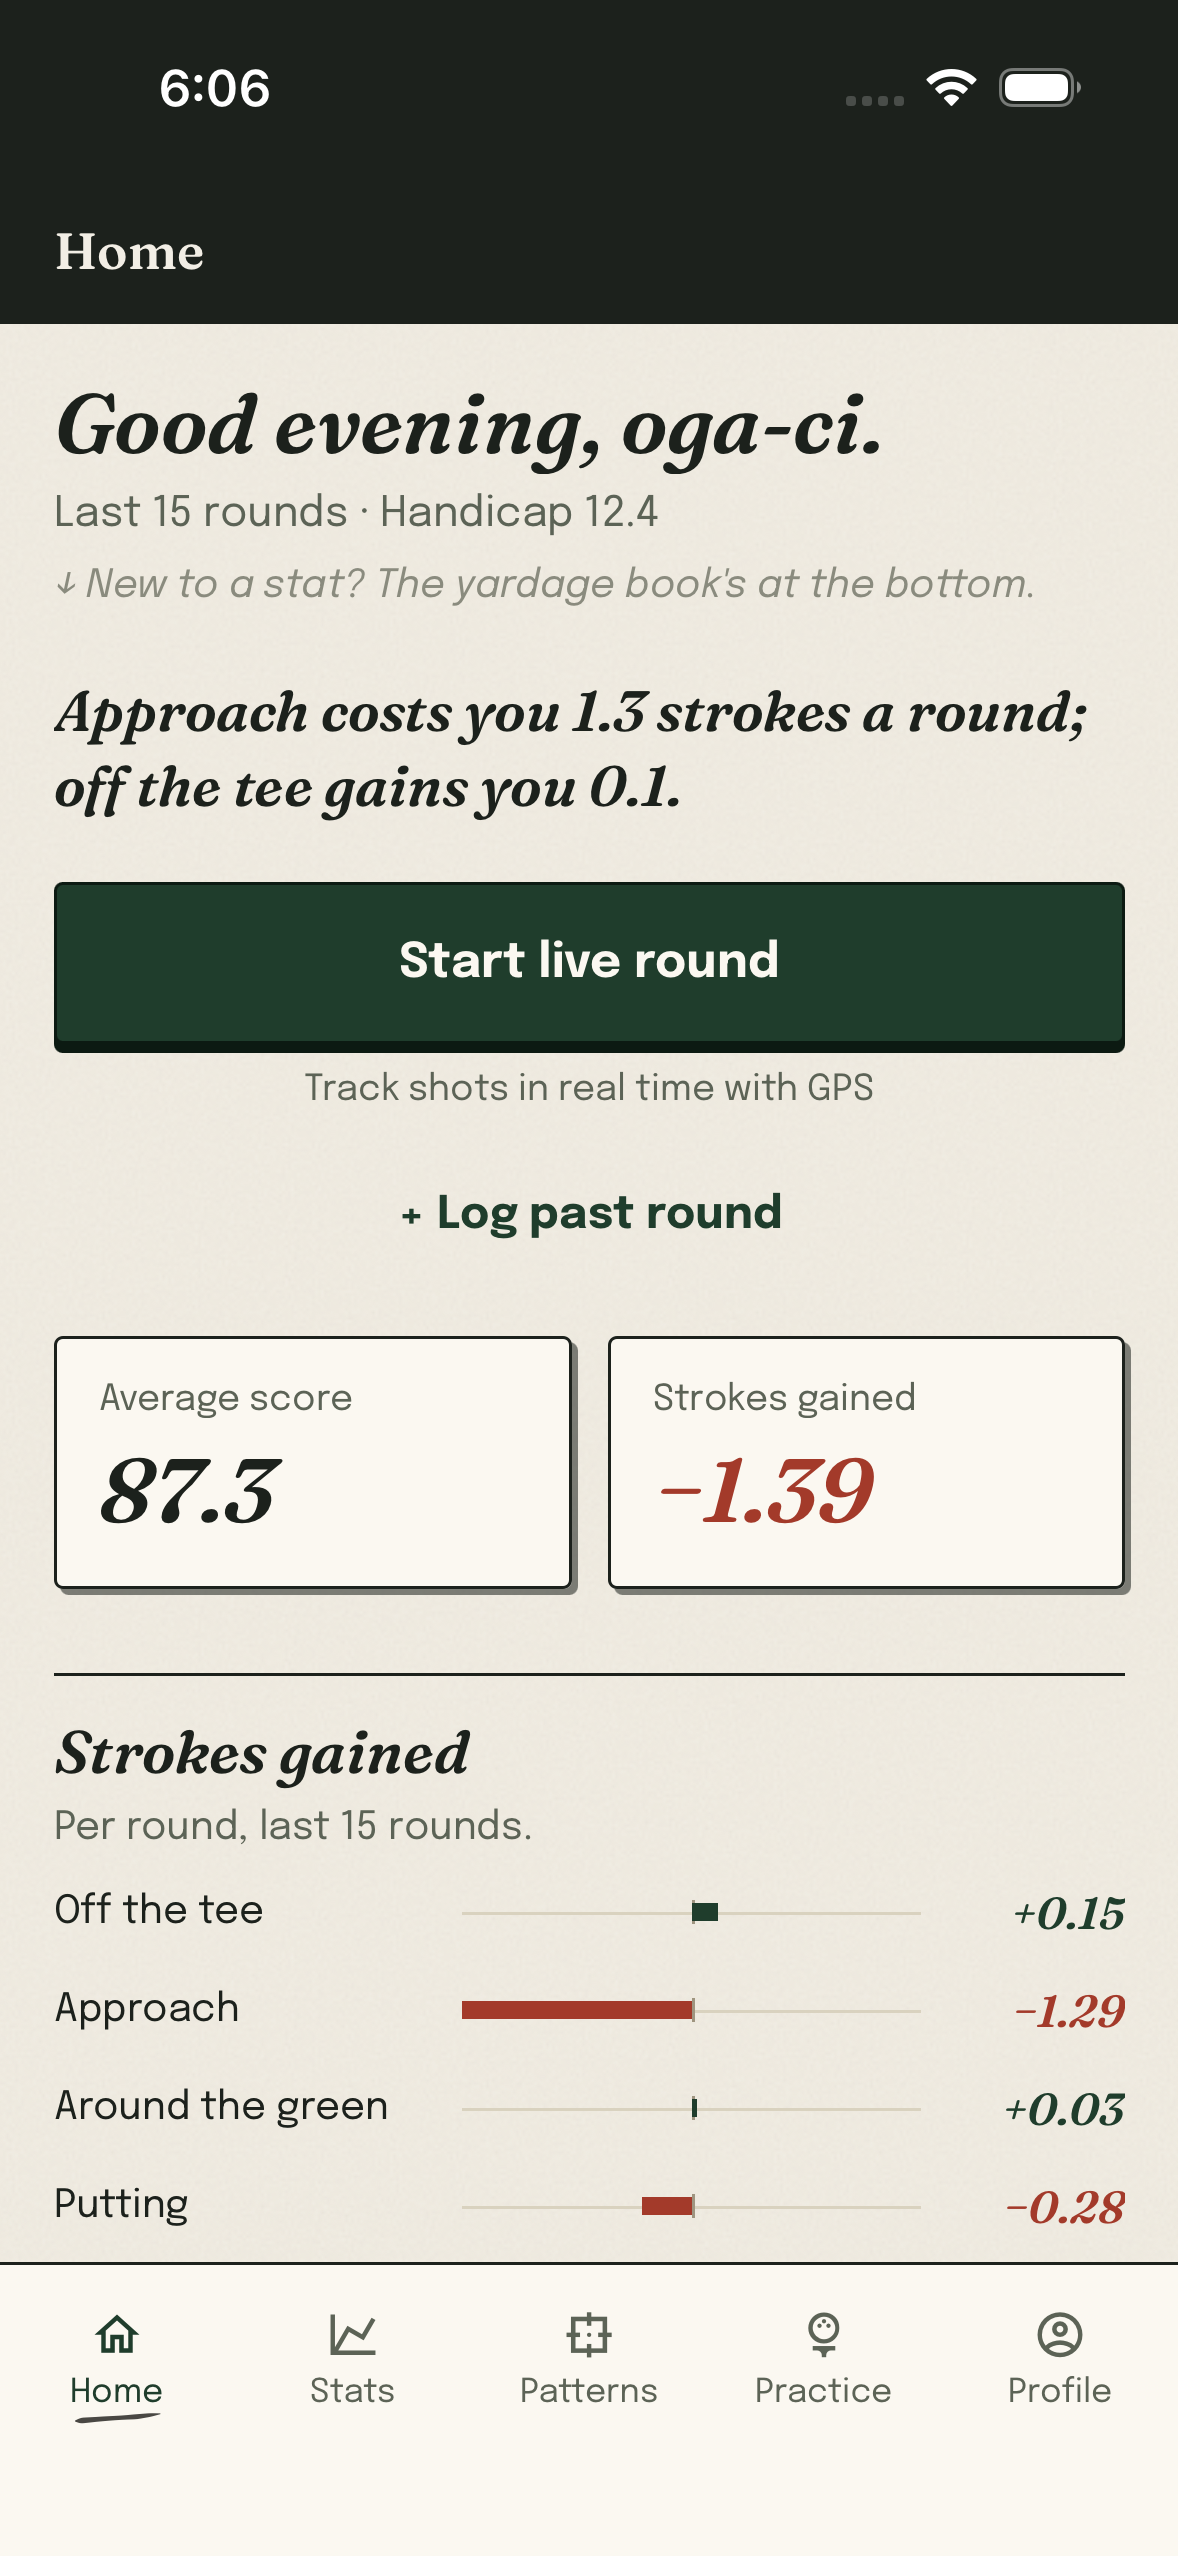 6:06
Home
Good evening, oga-ci.
Last 15 rounds · Handicap 12.4
↓ New to a stat? The yardage book's at the bottom.
Approach costs you 1.3 strokes a round;
off the tee gains you 0.1.
Start live round
Track shots in real time with GPS
+ Log past round
Average score
87.3
Strokes gained
−1.39
Strokes gained
Per round, last 15 rounds.
Off the tee +0.15
Approach −1.29
Around the green +0.03
Putting −0.28
Home Stats Patterns Practice Profile